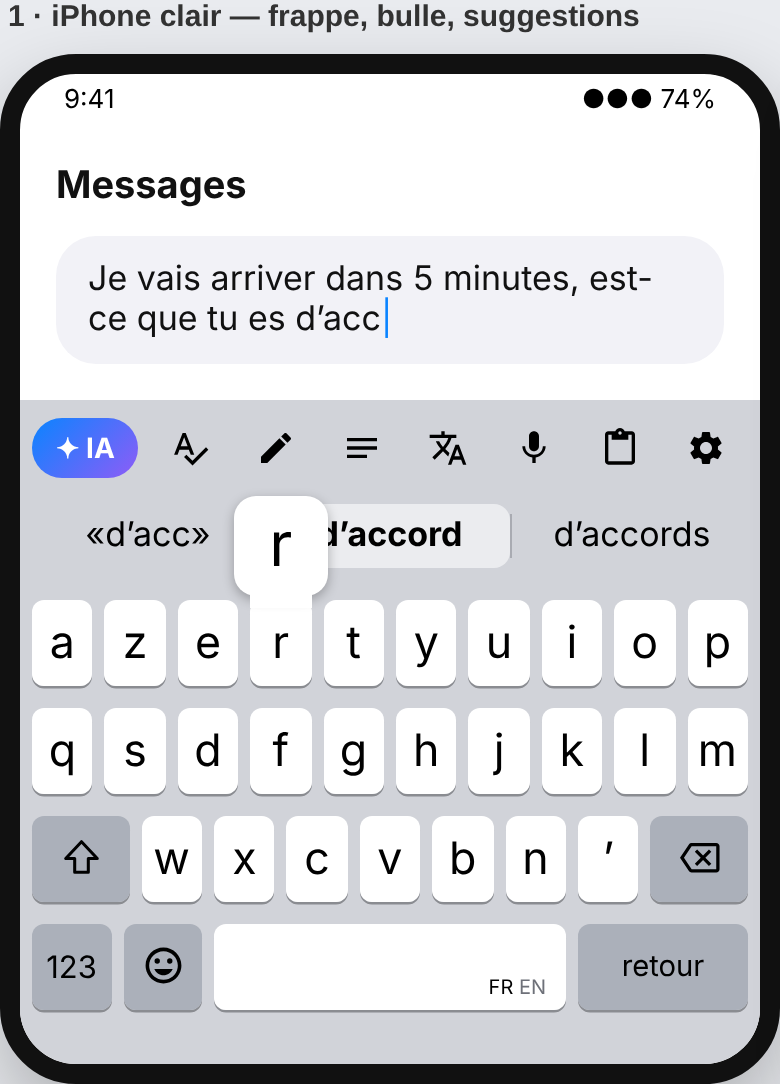 1 · iPhone clair — frappe, bulle, suggestions
9:41 74%
Messages
Je vais arriver dans 5 minutes, est-
ce que tu es d’acc
✦ IA
«d’acc» d’accord d’accords
r
a z e r t y u i o p
q s d f g h j k l m
w x c v b n ’
123 FR EN retour